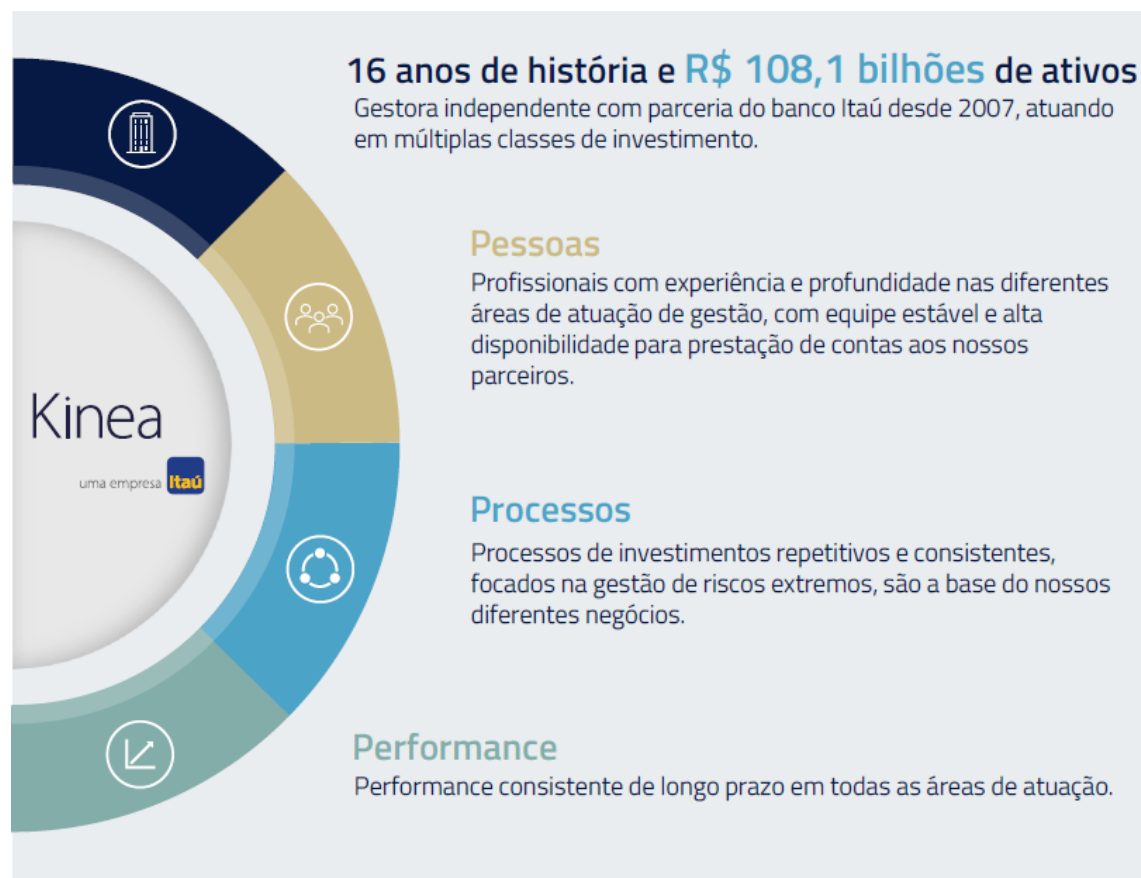 16 anos de história e R$ 108,1 bilhões de ativos
Gestora independente com parceria do banco Itaú desde 2007, atuando
em múltiplas classes de investimento.
Pessoas
Profissionais com experiência e profundidade nas diferentes
áreas de atuação de gestão, com equipe estável e alta
disponibilidade para prestação de contas aos nossos
parceiros.
Kinea
uma empresa Itaú
Processos
Processos de investimentos repetitivos e consistentes,
focados na gestão de riscos extremos, são a base do nossos
diferentes negócios.
Performance
Performance consistente de longo prazo em todas as áreas de atuação.